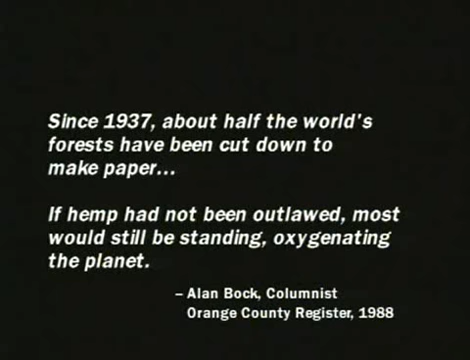 Since 1937, about half the world's
forests have been cut down to
make paper...
If hemp had not been outlawed, most
would still be standing, oxygenating
the planet.
– Alan Bock, Columnist
Orange County Register, 1988